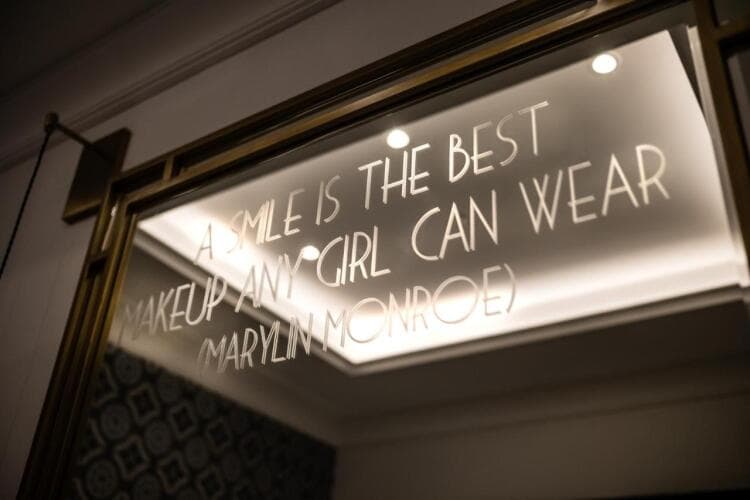 A SMILE IS THE BEST
MAKEUP ANY GIRL CAN WEAR
(MARYLIN MONROE)